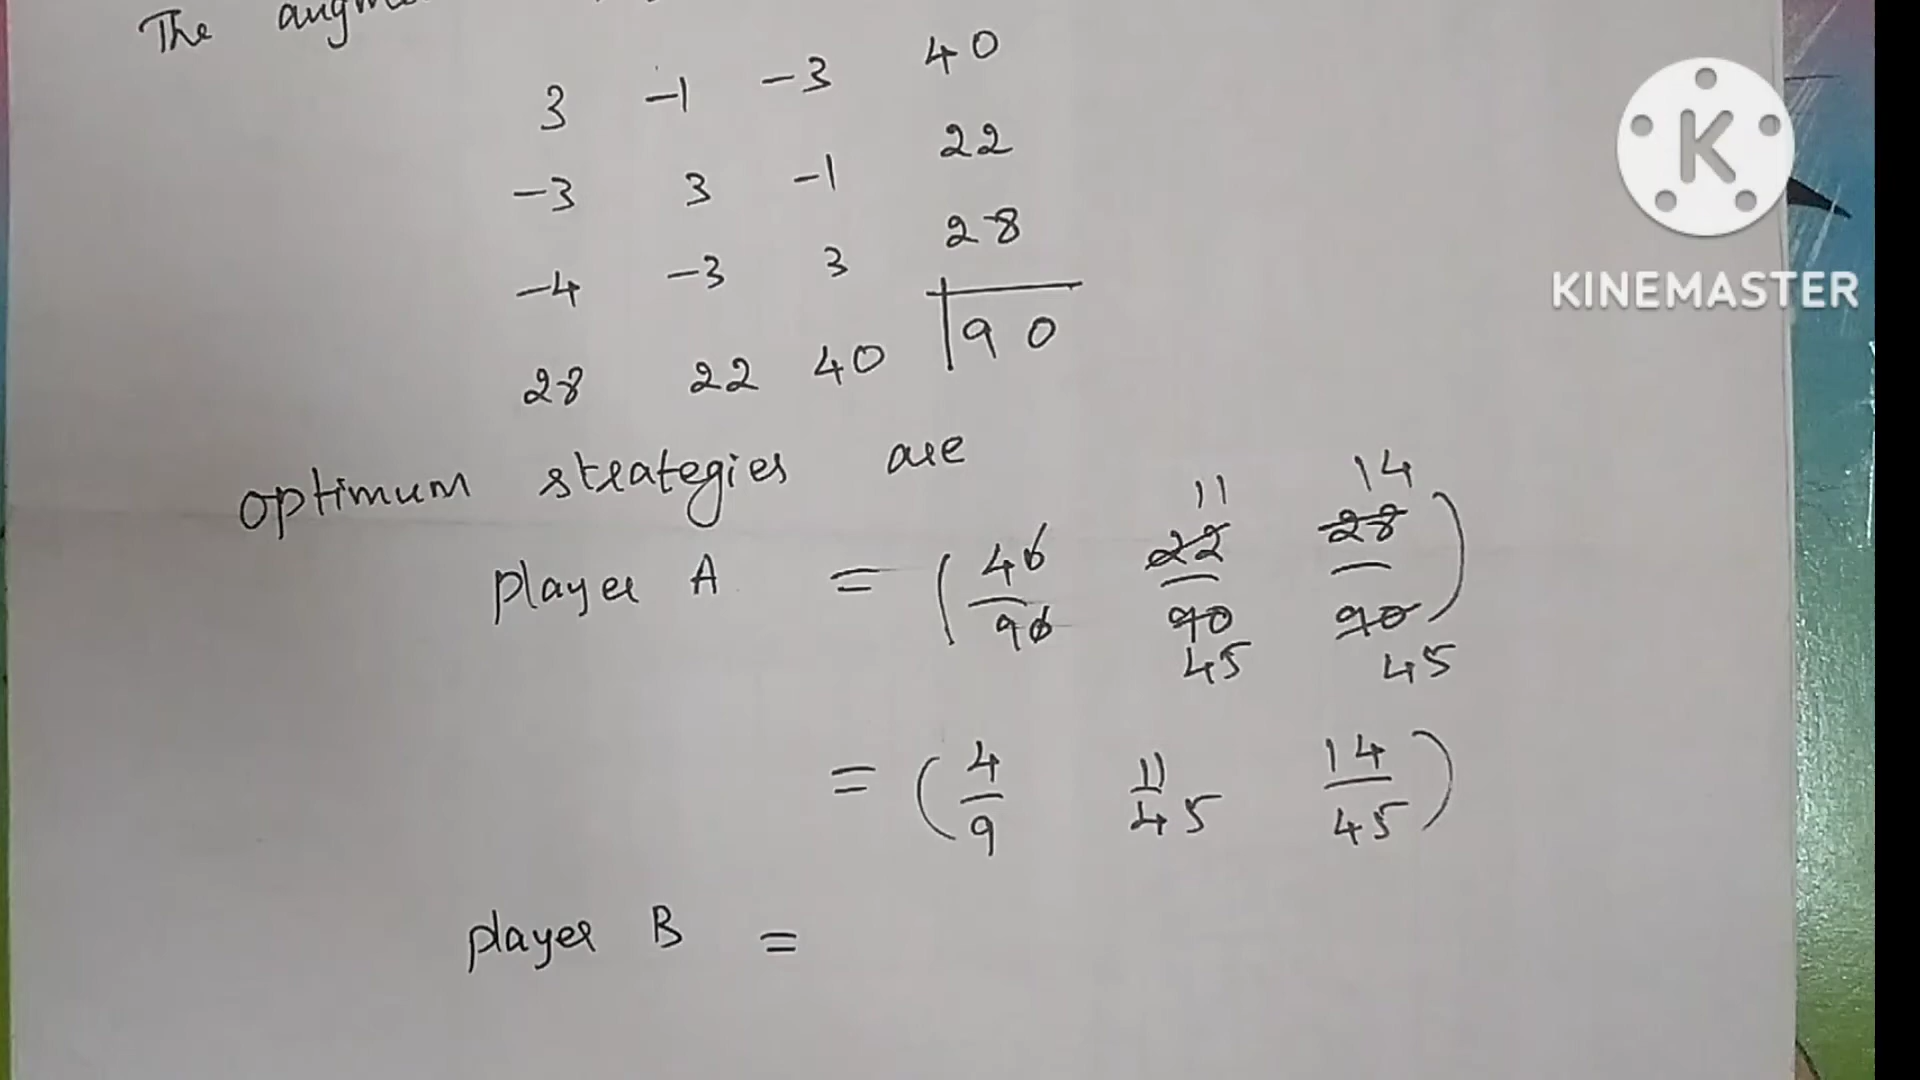 The
3 -1 -3 40
-3 3 -1 22
-4 -3 3 28
28 22 40 90
optimum strategies are
player A = (40/90 22/90 28/90)
11 14
45 45
= (4/9 11/45 14/45)
player B =
K
KINEMASTER